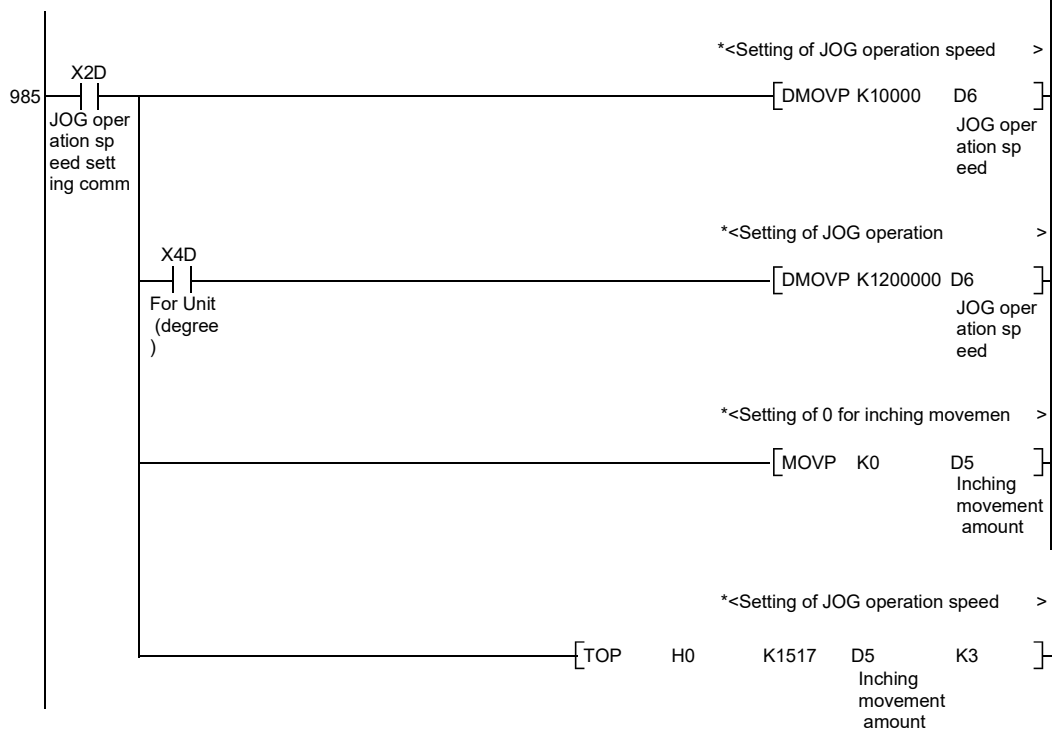 *<Setting of JOG operation speed >
X2D
985
DMOVP K10000 D6
JOG oper
ation sp
eed sett
ing comm
JOG oper
ation sp
eed
*<Setting of JOG operation >
X4D
DMOVP K1200000 D6
For Unit
(degree
)
JOG oper
ation sp
eed
*<Setting of 0 for inching movemen >
MOVP K0 D5
Inching
movement
amount
*<Setting of JOG operation speed >
TOP H0 K1517 D5 K3
Inching
movement
amount